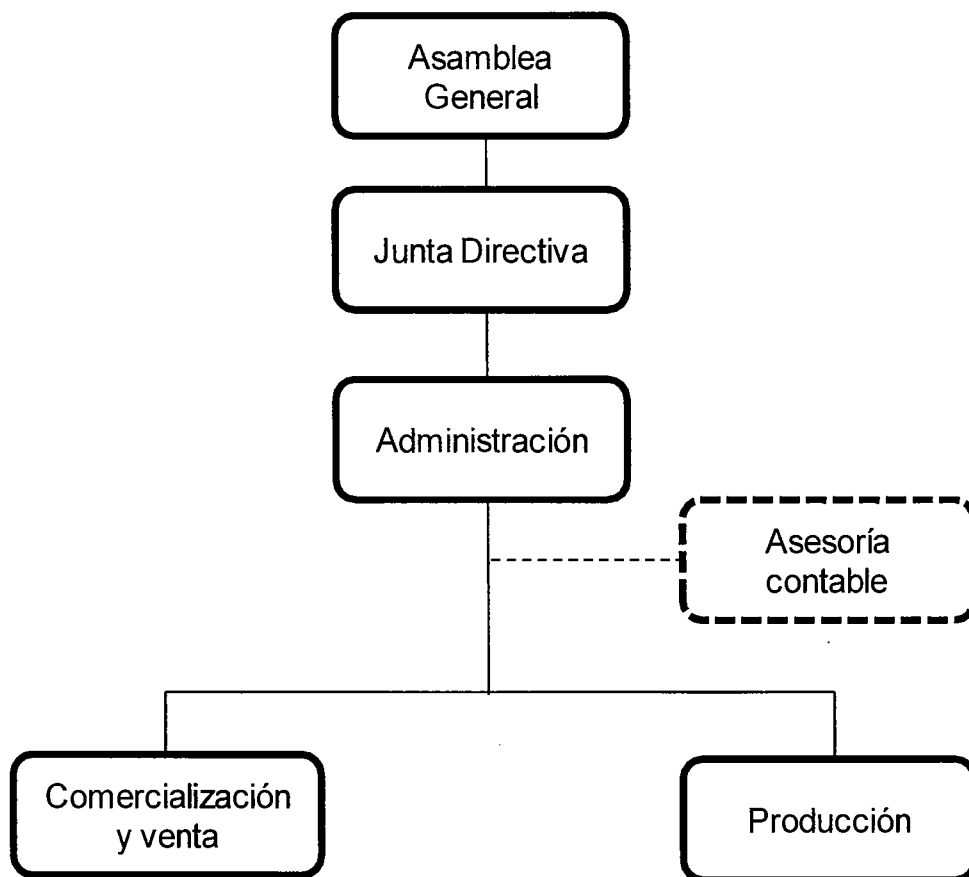 Asamblea
General
Junta Directiva
Administración
Asesoría
contable
Comercialización
y venta
Producción